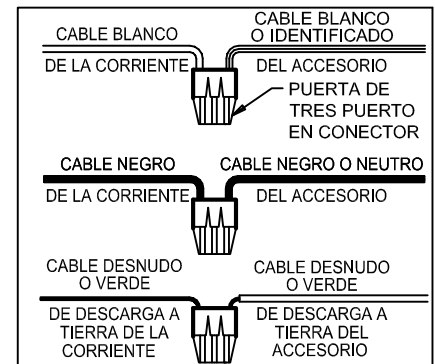 CABLE BLANCO
DE LA CORRIENTE
CABLE BLANCO
O IDENTIFICADO
DEL ACCESORIO
PUERTA DE
TRES PUERTO
EN CONECTOR
CABLE NEGRO
DE LA CORRIENTE
CABLE NEGRO O NEUTRO
DEL ACCESORIO
CABLE DESNUDO
O VERDE
DE DESCARGA A
TIERRA DE LA
CORRIENTE
CABLE DESNUDO
O VERDE
DE DESCARGA A
TIERRA DEL
ACCESORIO